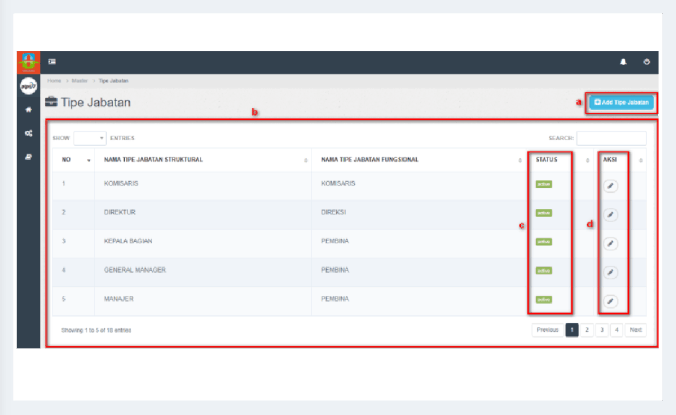 Home > Master > Tipe Jabatan
Tipe Jabatan
a
Add Tipe Jabatan
b
SHOW ENTRIES
SEARCH:
NO NAMA TIPE JABATAN STRUKTURAL NAMA TIPE JABATAN FUNGSIONAL STATUS AKSI
1 KOMISARIS KOMISARIS active
2 DIREKTUR DIREKSI active
c d
3 KEPALA BAGIAN PEMBINA active
4 GENERAL MANAGER PEMBINA active
5 MANAJER PEMBINA active
Showing 1 to 5 of 18 entries
Previous 1 2 3 4 Next